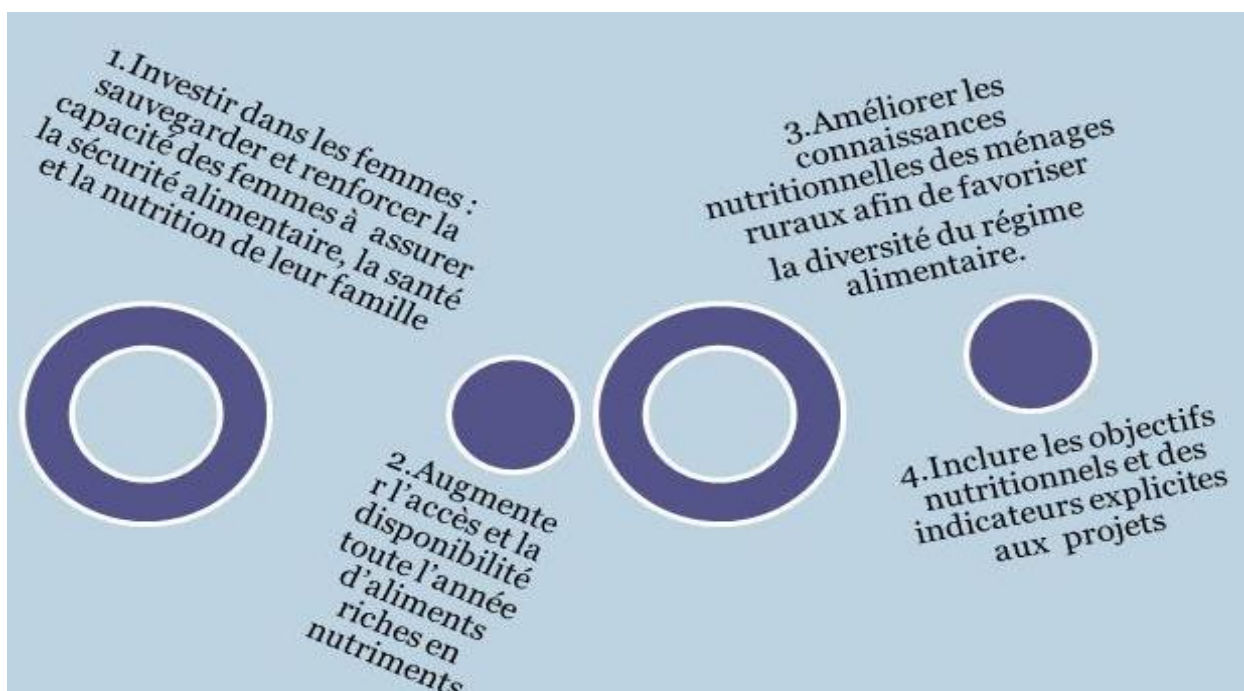 1.Investir dans les femmes :
sauvegarder et renforcer la
capacité des femmes à assurer
la sécurité alimentaire, la santé
et la nutrition de leur famille
2.Augmente
r l’accès et la
disponibilité
toute l’année
d’aliments
riches en
nutriments
3.Améliorer les
connaissances
nutritionnelles des ménages
ruraux afin de favoriser
la diversité du régime
alimentaire.
4.Inclure les objectifs
nutritionnels et des
indicateurs explicites
aux projets